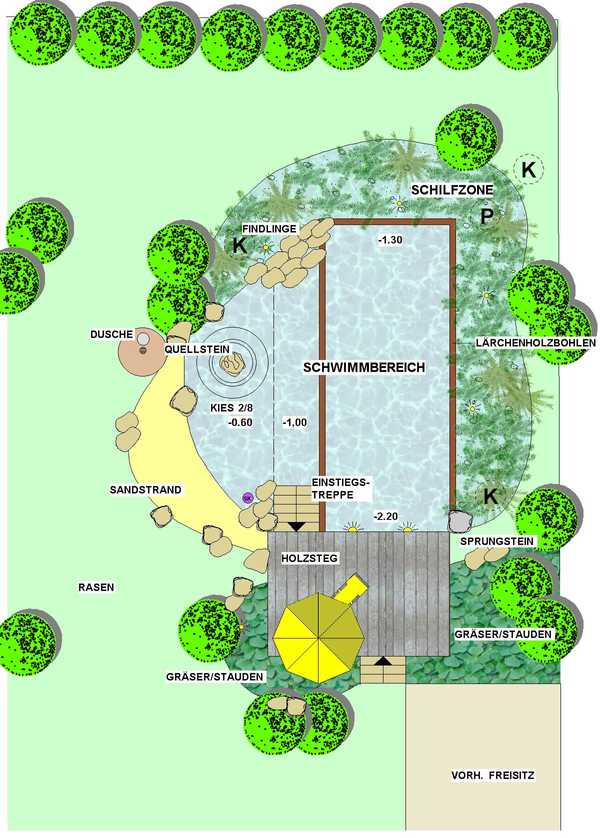 K
SCHILFZONE
P
FINDLINGE
K
-1.30
DUSCHE
QUELLSTEIN
LÄRCHENHOLZBOHLEN
SCHWIMMBEREICH
KIES 2/8
-0.60
-1,00
SANDSTRAND
EINSTIEGS-
TREPPE
SK
K
-2.20
SPRUNGSTEIN
HOLZSTEG
RASEN
GRÄSER/STAUDEN
GRÄSER/STAUDEN
VORH. FREISITZ